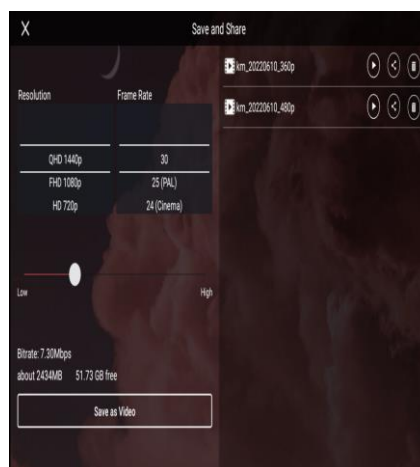 Save and Share
Resolution Frame Rate
QHD 1440p 30
FHD 1080p 25 (PAL)
HD 720p 24 (Cinema)
Low High
Bitrate: 7.30Mbps
about 2434MB 51.73 GB free
Save as Video
km_20220610_360p
km_20220610_480p